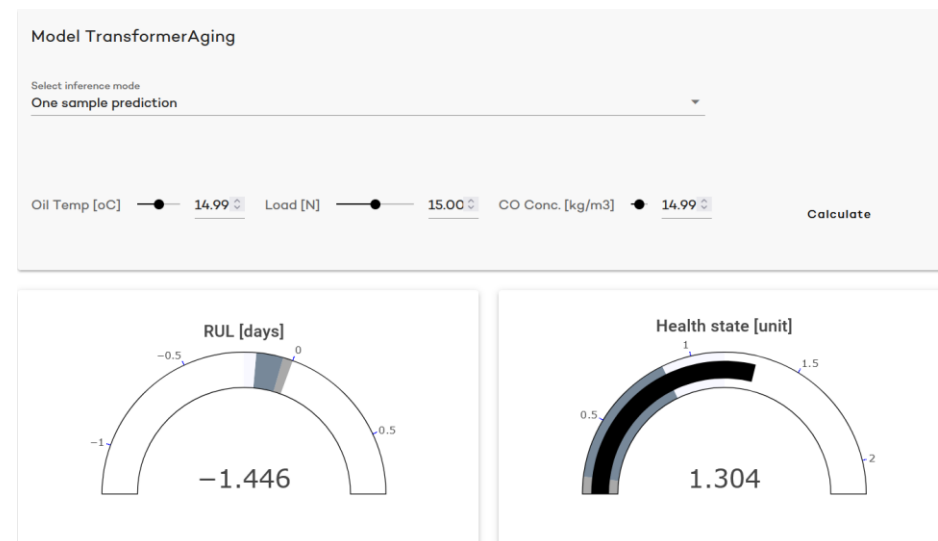 Model TransformerAging
Select inference mode
One sample prediction
Oil Temp [oC] 14.99 Load [N] 15.00 CO Conc. [kg/m3] 14.99
Calculate
RUL [days]
−1
−0.5
0
0.5
−1.446
Health state [unit]
0.5
1
1.5
2
1.304